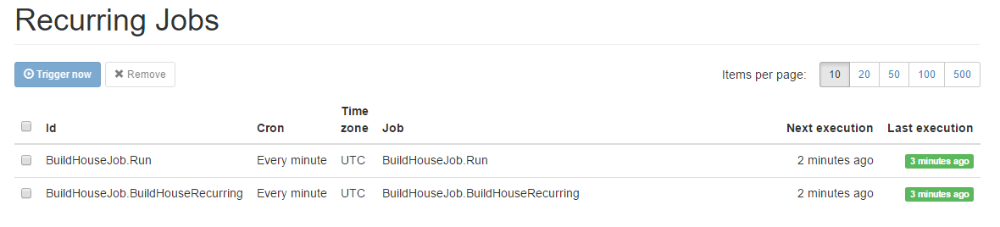 Recurring Jobs
Trigger now Remove Items per page: 10 20 50 100 500
Id Cron Time zone Job Next execution Last execution
BuildHouseJob.Run Every minute UTC BuildHouseJob.Run 2 minutes ago 3 minutes ago
BuildHouseJob.BuildHouseRecurring Every minute UTC BuildHouseJob.BuildHouseRecurring 2 minutes ago 3 minutes ago